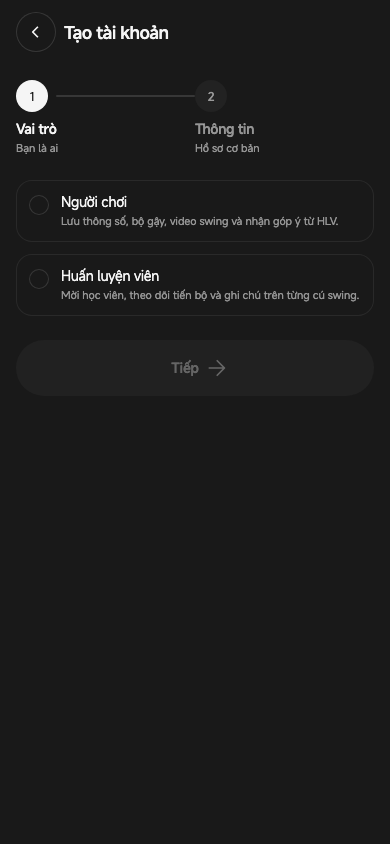 Tạo tài khoản
1
2
Vai trò
Thông tin
Bạn là ai
Hồ sơ cơ bản
Người chơi
Lưu thông số, bộ gậy, video swing và nhận góp ý từ HLV.
Huấn luyện viên
Mời học viên, theo dõi tiến bộ và ghi chú trên từng cú swing.
Tiếp